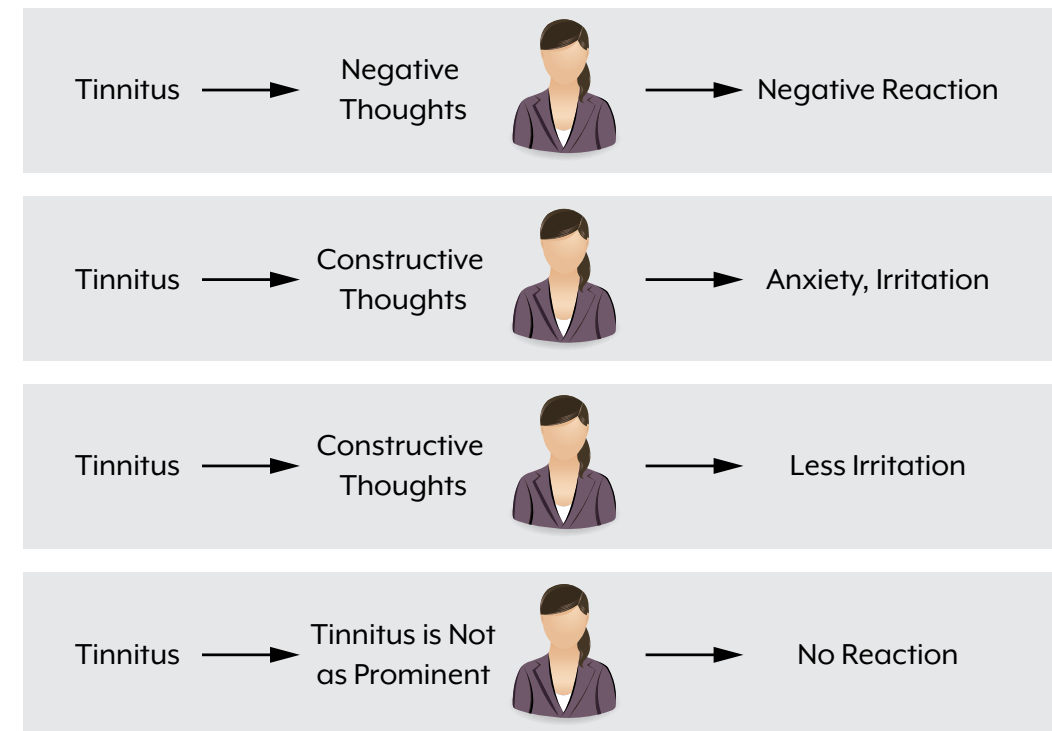 Tinnitus
Negative
Thoughts
Negative Reaction
Tinnitus
Constructive
Thoughts
Anxiety, Irritation
Tinnitus
Constructive
Thoughts
Less Irritation
Tinnitus
Tinnitus is Not
as Prominent
No Reaction